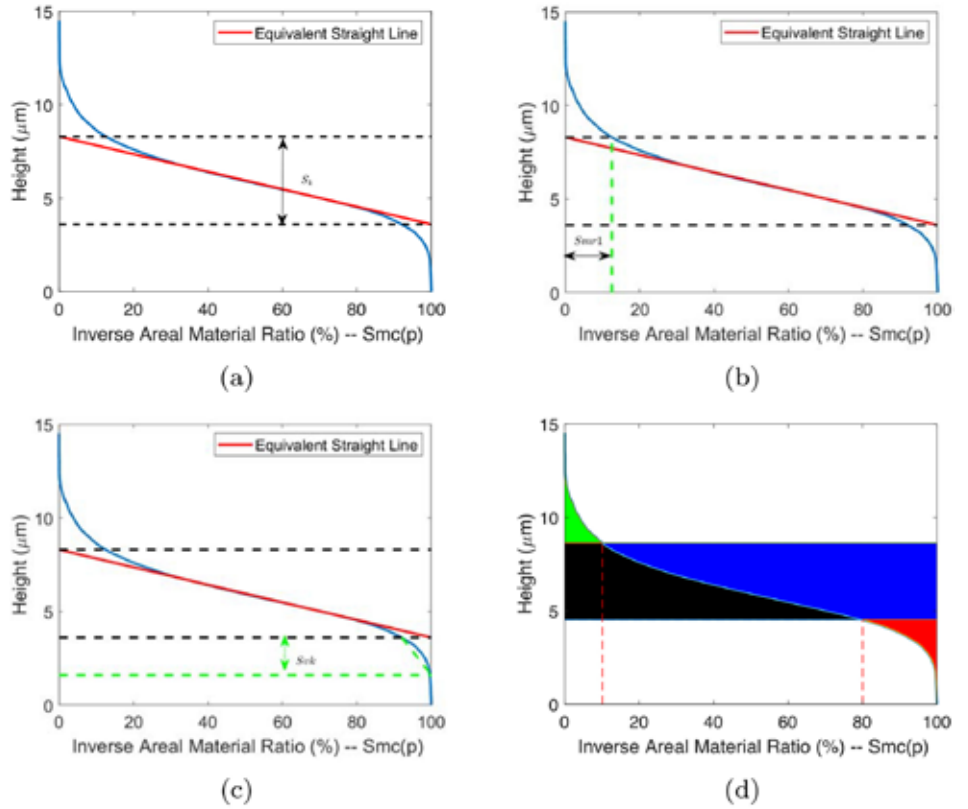 15
10
5
0
Height (μm)
Equivalent Straight Line
Sₖ
0 20 40 60 80 100
Inverse Areal Material Ratio (%) -- Smc(p)
(a)
15
10
5
0
Height (μm)
Equivalent Straight Line
Smr1
0 20 40 60 80 100
Inverse Areal Material Ratio (%) -- Smc(p)
(b)
15
10
5
0
Height (μm)
Equivalent Straight Line
Svk
0 20 40 60 80 100
Inverse Areal Material Ratio (%) -- Smc(p)
(c)
15
10
5
0
Height (μm)
0 20 40 60 80 100
Inverse Areal Material Ratio (%) -- Smc(p)
(d)